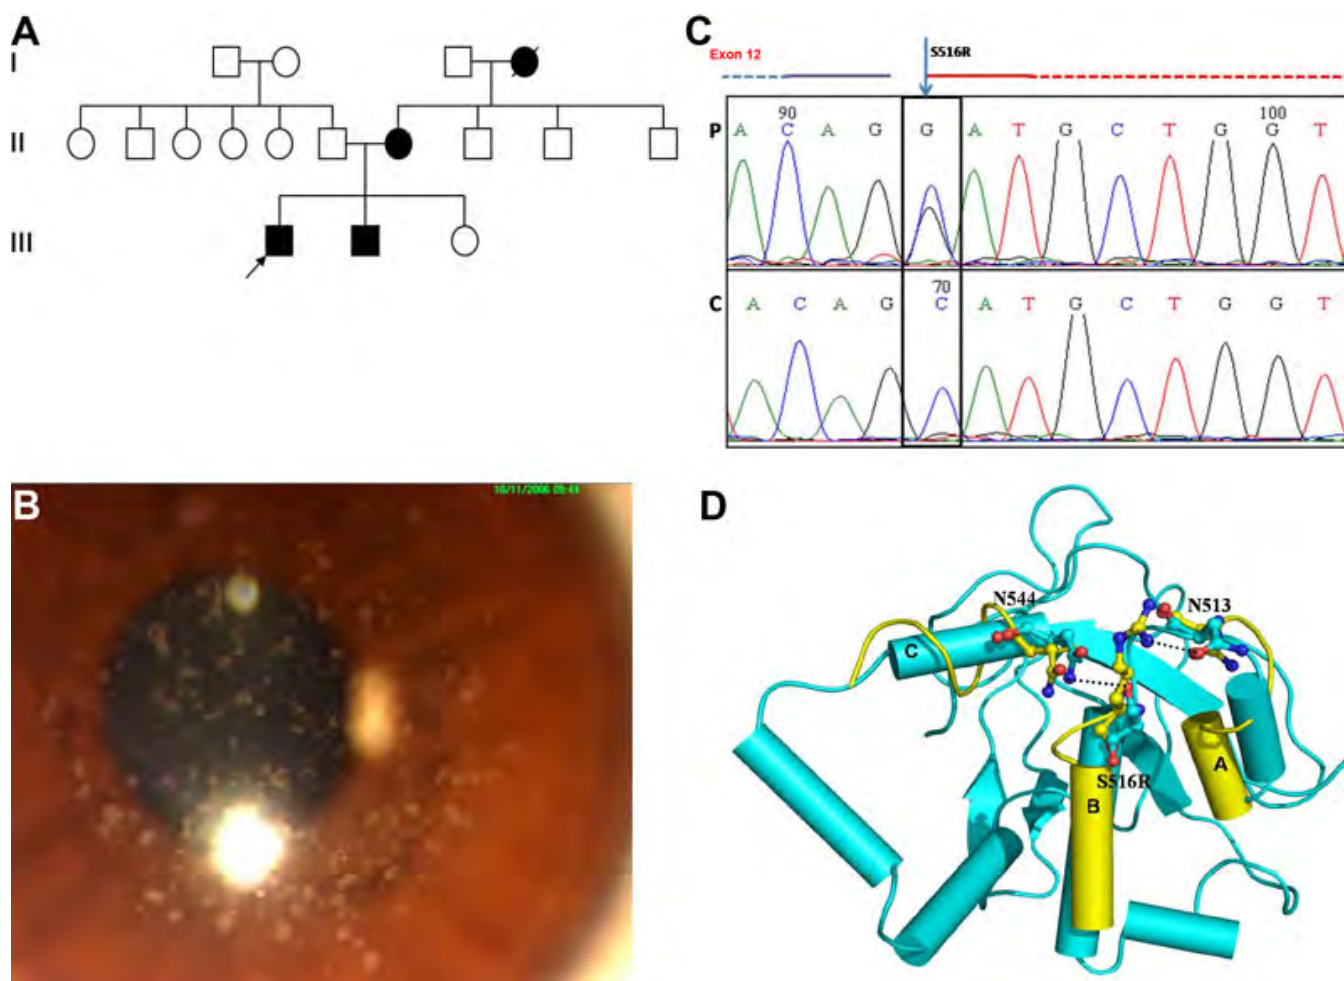 A
I
II
III
B
10/11/2006 05:44
C
Exon 12
S516R
90
100
P
A C A G G A T G C T G G T
70
C
A C A G C A T G C T G G T
D
N544
N513
C
A
S516R
B